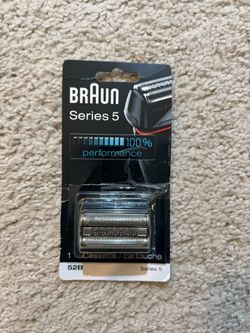 BRAUN
Series 5
100%
performance
1 Cassette / cartouche
52B
Series 5